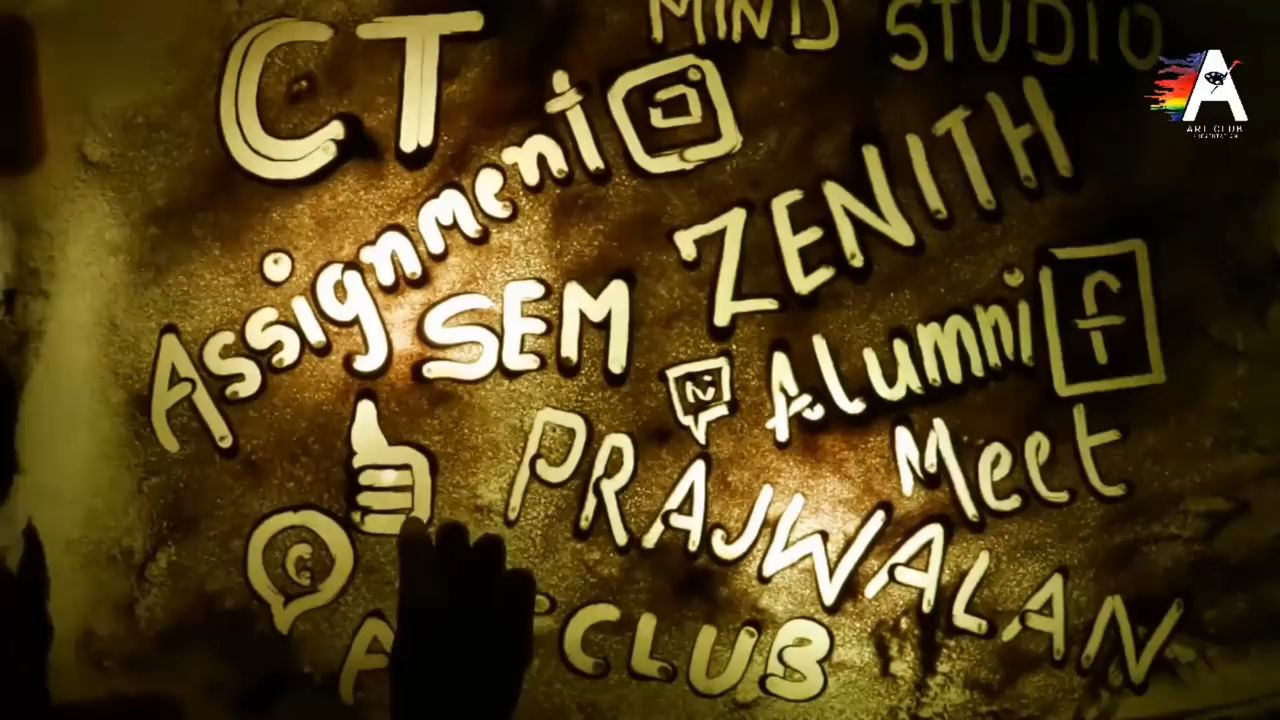 MIND STUDIO
CT
Assignment
ZENITH
SEM
Alumni
Meet
f
N
PRAJWALAN
C
CLUB
A
ART CLUB